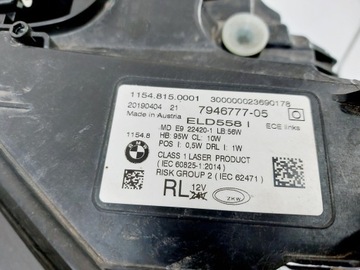 1154.815.0001 300000023690178
20190404 21 7946777-05
Made in Austria ELD558 I ECE links
MD E9 22420-1 LB 56W
1154.8 HB: 95W CL: 10W
POS I: 0,5W DRL I: 1W
BMW
CLASS 1 LASER PRODUCT
(IEC 60825-1:2014)
RISK GROUP 2 (IEC 62471)
RL 12V
24V
ZKW